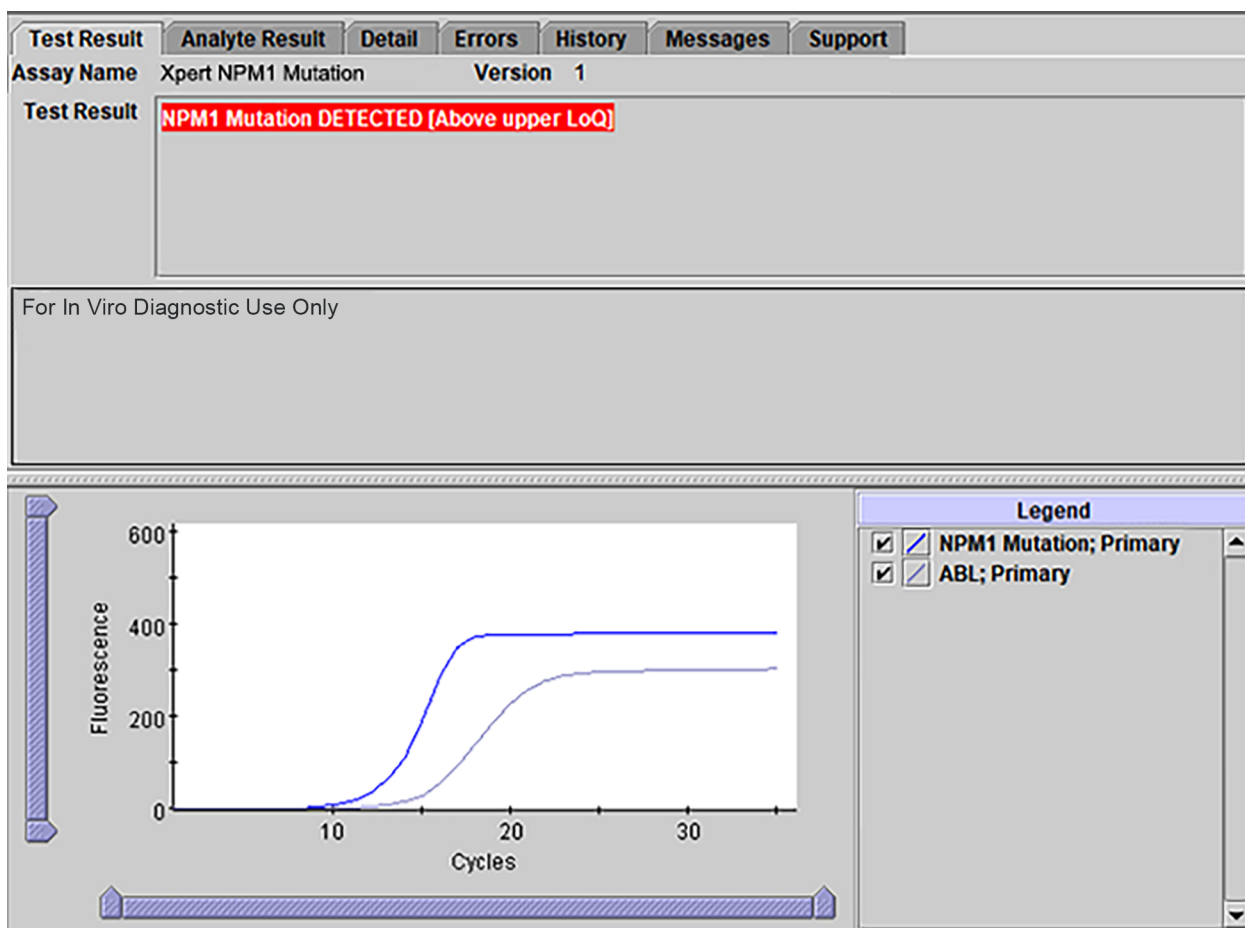 Test Result Analyte Result Detail Errors History Messages Support
Assay Name Xpert NPM1 Mutation Version 1
Test Result NPM1 Mutation DETECTED [Above upper LoQ]
For In Viro Diagnostic Use Only
Legend
NPM1 Mutation; Primary
ABL; Primary
600
400
200
0
Fluorescence
10 20 30
Cycles